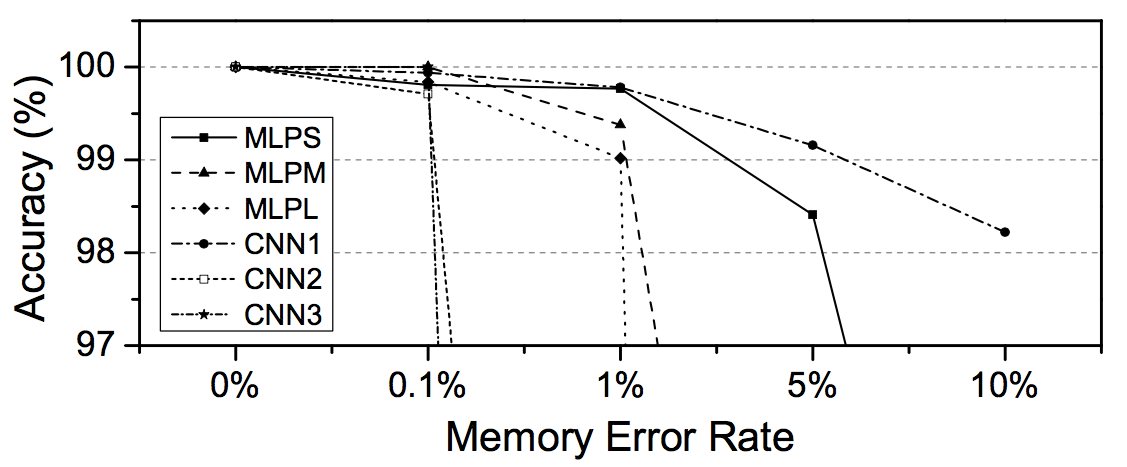 Accuracy (%)
100
99
98
97
MLPS
MLPM
MLPL
CNN1
CNN2
CNN3
0% 0.1% 1% 5% 10%
Memory Error Rate